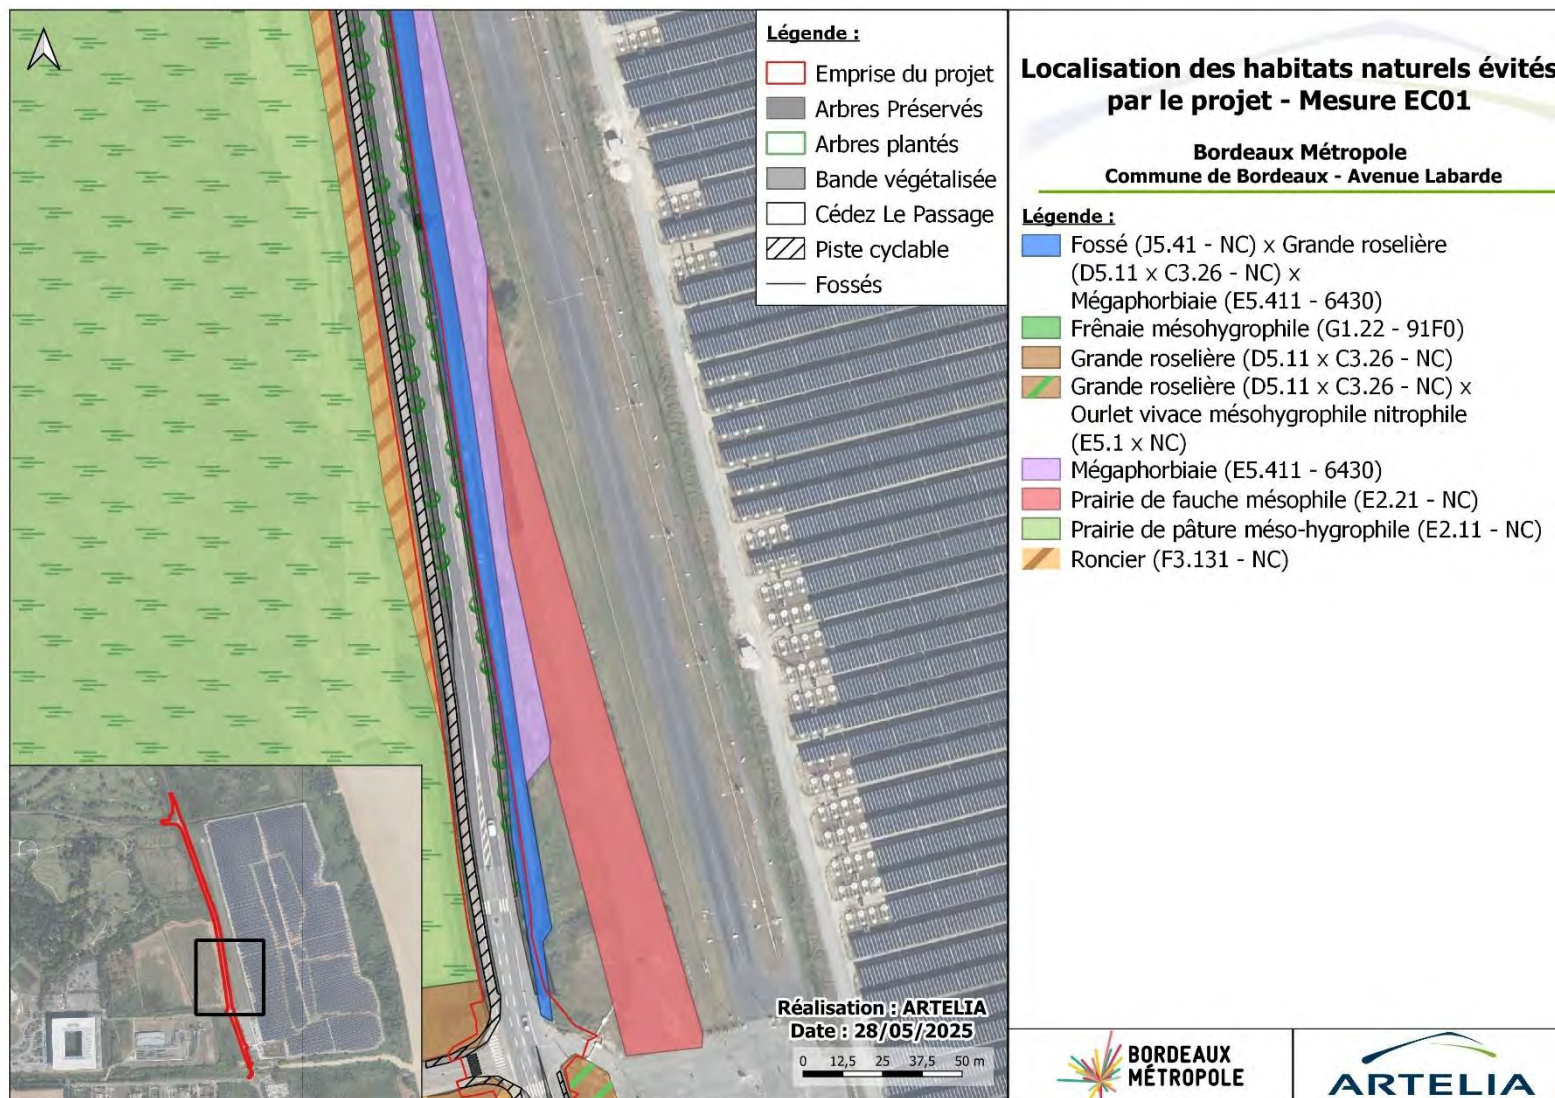 Légende :
Emprise du projet
Arbres Préservés
Arbres plantés
Bande végétalisée
Cédez Le Passage
Piste cyclable
Fossés
Réalisation : ARTELIA
Date : 28/05/2025
0 12,5 25 37,5 50 m
Localisation des habitats naturels évités
par le projet - Mesure EC01
Bordeaux Métropole
Commune de Bordeaux - Avenue Labarde
Légende :
Fossé (J5.41 - NC) x Grande roselière
(D5.11 x C3.26 - NC) x
Mégaphorbiaie (E5.411 - 6430)
Frênaie mésohygrophile (G1.22 - 91F0)
Grande roselière (D5.11 x C3.26 - NC)
Grande roselière (D5.11 x C3.26 - NC) x
Ourlet vivace mésohygrophile nitrophile
(E5.1 x NC)
Mégaphorbiaie (E5.411 - 6430)
Prairie de fauche mésophile (E2.21 - NC)
Prairie de pâture méso-hygrophile (E2.11 - NC)
Roncier (F3.131 - NC)
BORDEAUX
MÉTROPOLE
ARTELIA